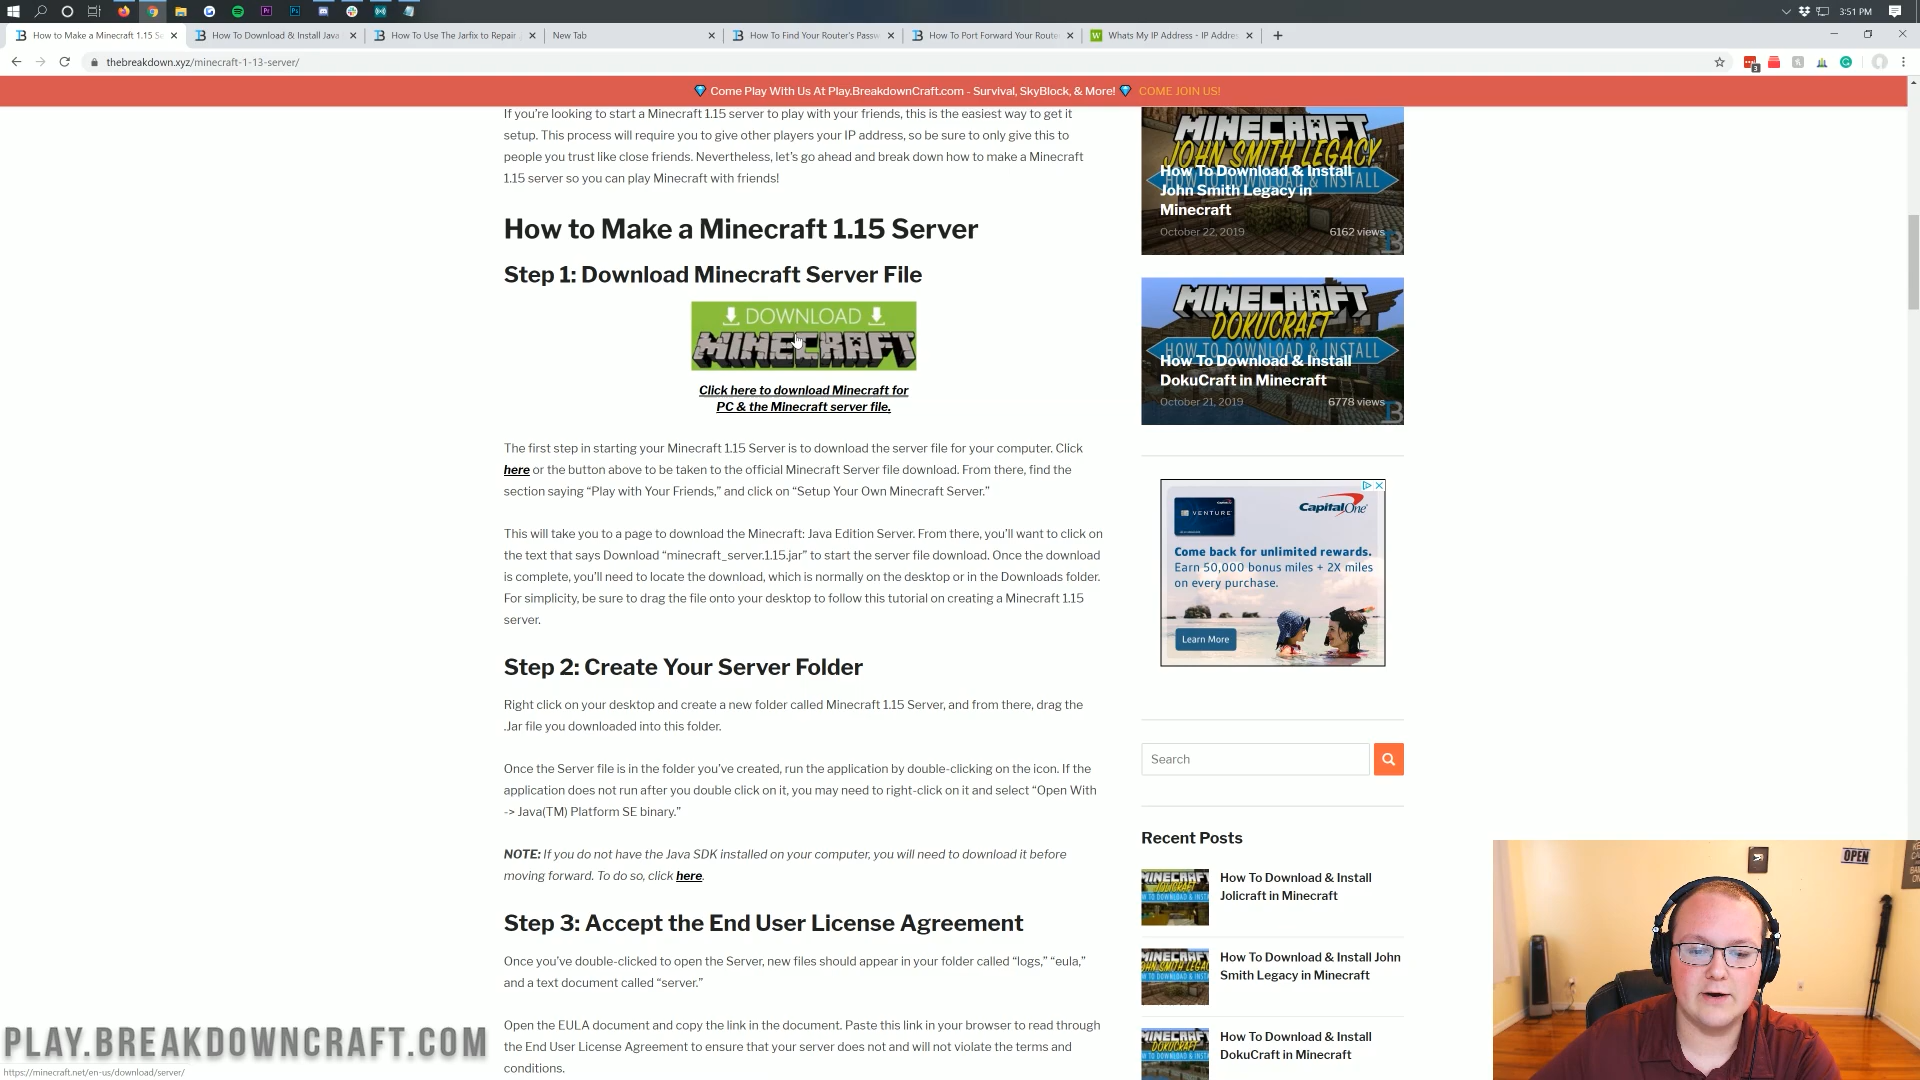 3:51 PM
How to Make a Minecraft 1.15 Se
How To Download & Install Java
How To Use The Jarfix to Repair
New Tab
How To Find Your Router's Passw
How To Port Forward Your Route
Whats My IP Address - IP Addre
thebreakdown.xyz/minecraft-1-13-server/
3
Come Play With Us At Play.BreakdownCraft.com - Survival, SkyBlock, & More! COME JOIN US!
If you're looking to start a Minecraft 1.15 server to play with your friends, this is the easiest way to get it
setup. This process will require you to give other players your IP address, so be sure to only give this to
people you trust like close friends. Nevertheless, let's go ahead and break down how to make a Minecraft
1.15 server so you can play Minecraft with friends!
How to Make a Minecraft 1.15 Server
Step 1: Download Minecraft Server File
DOWNLOAD
MINECRAFT
Click here to download Minecraft for
PC & the Minecraft server file.
The first step in starting your Minecraft 1.15 Server is to download the server file for your computer. Click
here or the button above to be taken to the official Minecraft Server file download. From there, find the
section saying “Play with Your Friends,” and click on “Setup Your Own Minecraft Server.”
This will take you to a page to download the Minecraft: Java Edition Server. From there, you'll want to click on
the text that says Download “minecraft_server.1.15.jar” to start the server file download. Once the download
is complete, you'll need to locate the download, which is normally on the desktop or in the Downloads folder.
For simplicity, be sure to drag the file onto your desktop to follow this tutorial on creating a Minecraft 1.15
server.
Step 2: Create Your Server Folder
Right click on your desktop and create a new folder called Minecraft 1.15 Server, and from there, drag the
.Jar file you downloaded into this folder.
Once the Server file is in the folder you've created, run the application by double-clicking on the icon. If the
application does not run after you double click on it, you may need to right-click on it and select “Open With
-> Java(TM) Platform SE binary.”
NOTE: If you do not have the Java SDK installed on your computer, you will need to download it before
moving forward. To do so, click here.
Step 3: Accept the End User License Agreement
Once you've double-clicked to open the Server, new files should appear in your folder called “logs,” “eula,”
and a text document called “server.”
Open the EULA document and copy the link in the document. Paste this link in your browser to read through
the End User License Agreement to ensure that your server does not and will not violate the terms and
conditions.
MINECRAFT
JOHN SMITH LEGACY
HOW TO DOWNLOAD & INSTALL
How To Download & Install
John Smith Legacy in
Minecraft
October 22, 2019
6162 views
MINECRAFT
DOKUCRAFT
HOW TO DOWNLOAD & INSTALL
How To Download & Install
DokuCraft in Minecraft
October 21, 2019
6778 views
VENTURE
Capital One
Come back for unlimited rewards.
Earn 50,000 bonus miles + 2X miles
on every purchase.
Learn More
Search
Recent Posts
MINECRAFT
JOLICRAFT
How To Download & Install
Jolicraft in Minecraft
MINECRAFT
JOHN SMITH LEGACY
How To Download & Install John
Smith Legacy in Minecraft
MINECRAFT
DOKUCRAFT
How To Download & Install
DokuCraft in Minecraft
OPEN
PLAY.BREAKDOWNCRAFT.COM
https://minecraft.net/en-us/download/server/